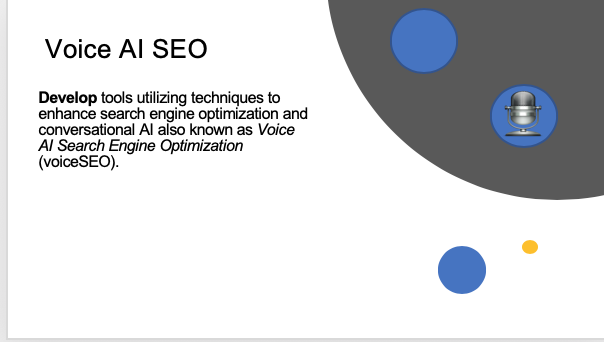 Voice AI SEO
Develop tools utilizing techniques to
enhance search engine optimization and
conversational AI also known as Voice
AI Search Engine Optimization
(voiceSEO).